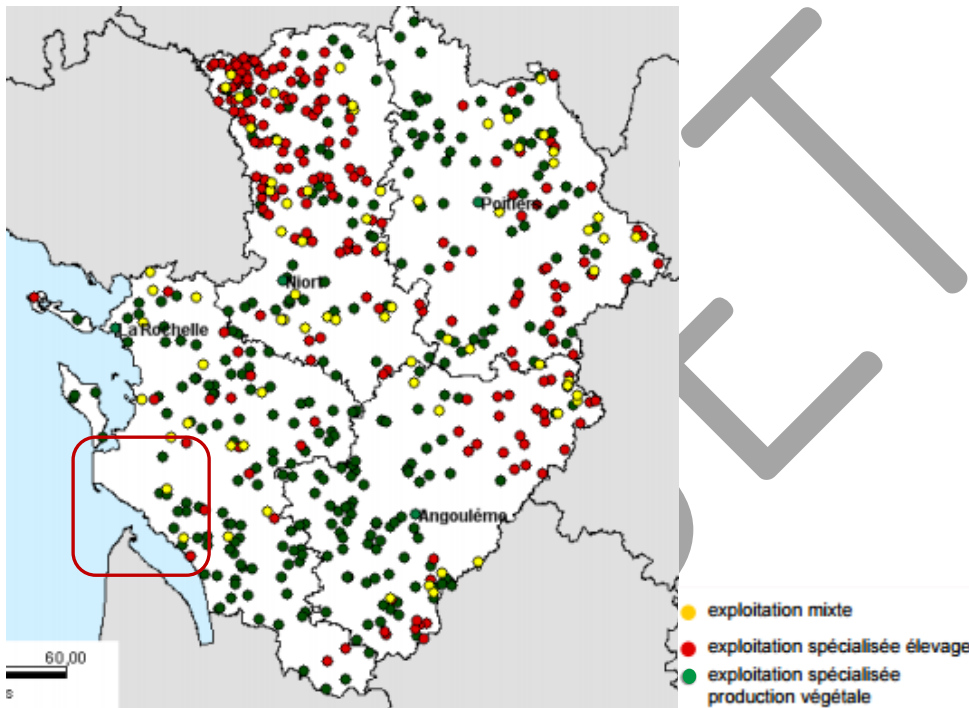 Poitiers
Niort
La Rochelle
Angoulême
60,00
s
exploitation mixte
exploitation spécialisée élevage
exploitation spécialisée
production végétale